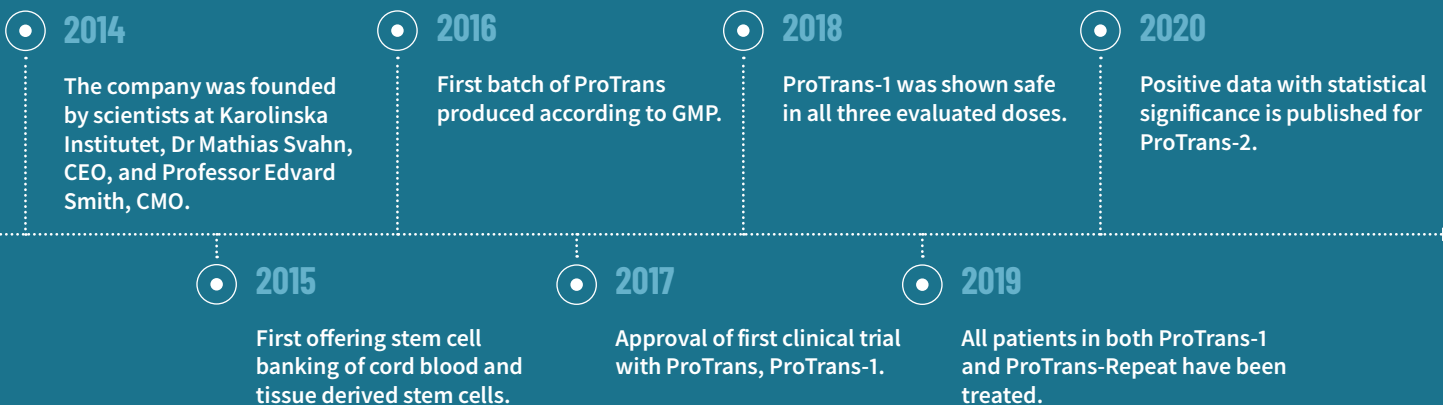 2014
The company was founded
by scientists at Karolinska
Institutet, Dr Mathias Svahn,
CEO, and Professor Edvard
Smith, CMO.
2015
First offering stem cell
banking of cord blood and
tissue derived stem cells.
2016
First batch of ProTrans
produced according to GMP.
2017
Approval of first clinical trial
with ProTrans, ProTrans-1.
2018
ProTrans-1 was shown safe
in all three evaluated doses.
2019
All patients in both ProTrans-1
and ProTrans-Repeat have been
treated.
2020
Positive data with statistical
significance is published for
ProTrans-2.